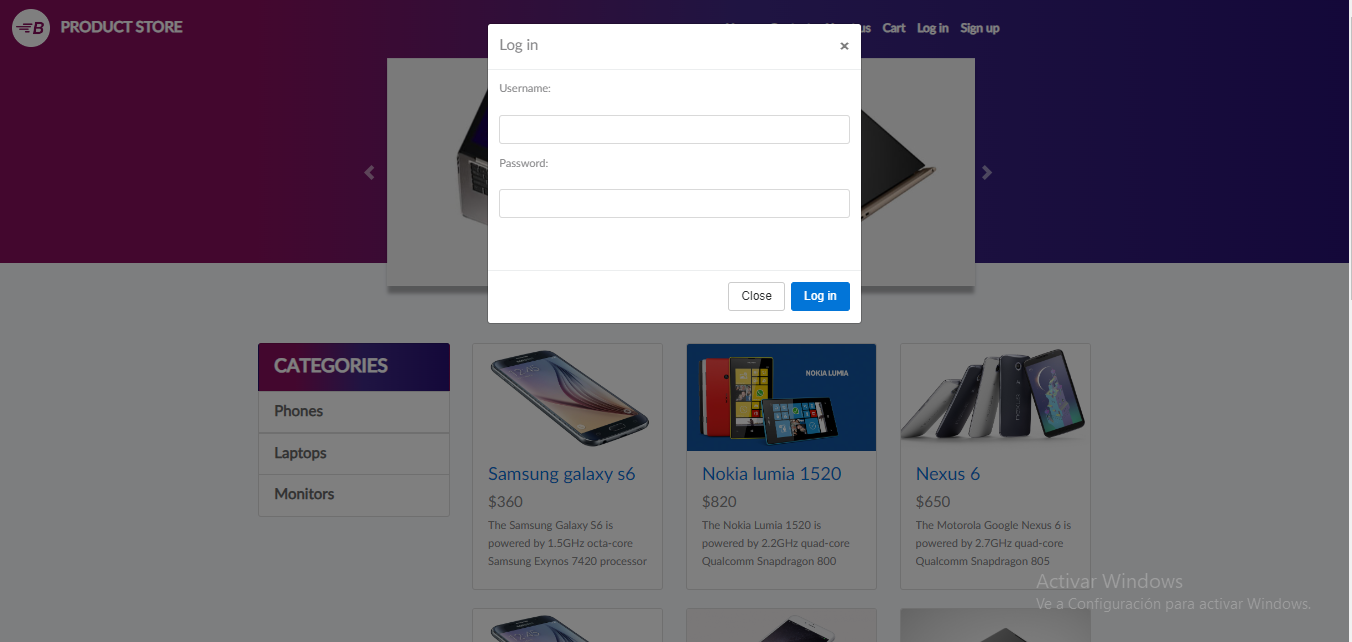 B
PRODUCT STORE
us Cart Log in Sign up
Log in ×
Username:
Password:
Close Log in
CATEGORIES
Phones
Laptops
Monitors
NOKIA LUMIA
nexus
Samsung galaxy s6
$360
The Samsung Galaxy S6 is
powered by 1.5GHz octa-core
Samsung Exynos 7420 processor
Nokia lumia 1520
$820
The Nokia Lumia 1520 is
powered by 2.2GHz quad-core
Qualcomm Snapdragon 800
Nexus 6
$650
The Motorola Google Nexus 6 is
powered by 2.7GHz quad-core
Qualcomm Snapdragon 805
Activar Windows
Ve a Configuración para activar Windows.